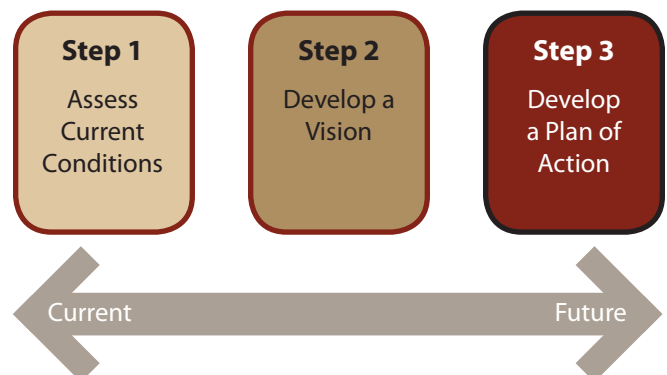 Step 1
Assess
Current
Conditions
Step 2
Develop a
Vision
Step 3
Develop
a Plan of
Action
Current
Future